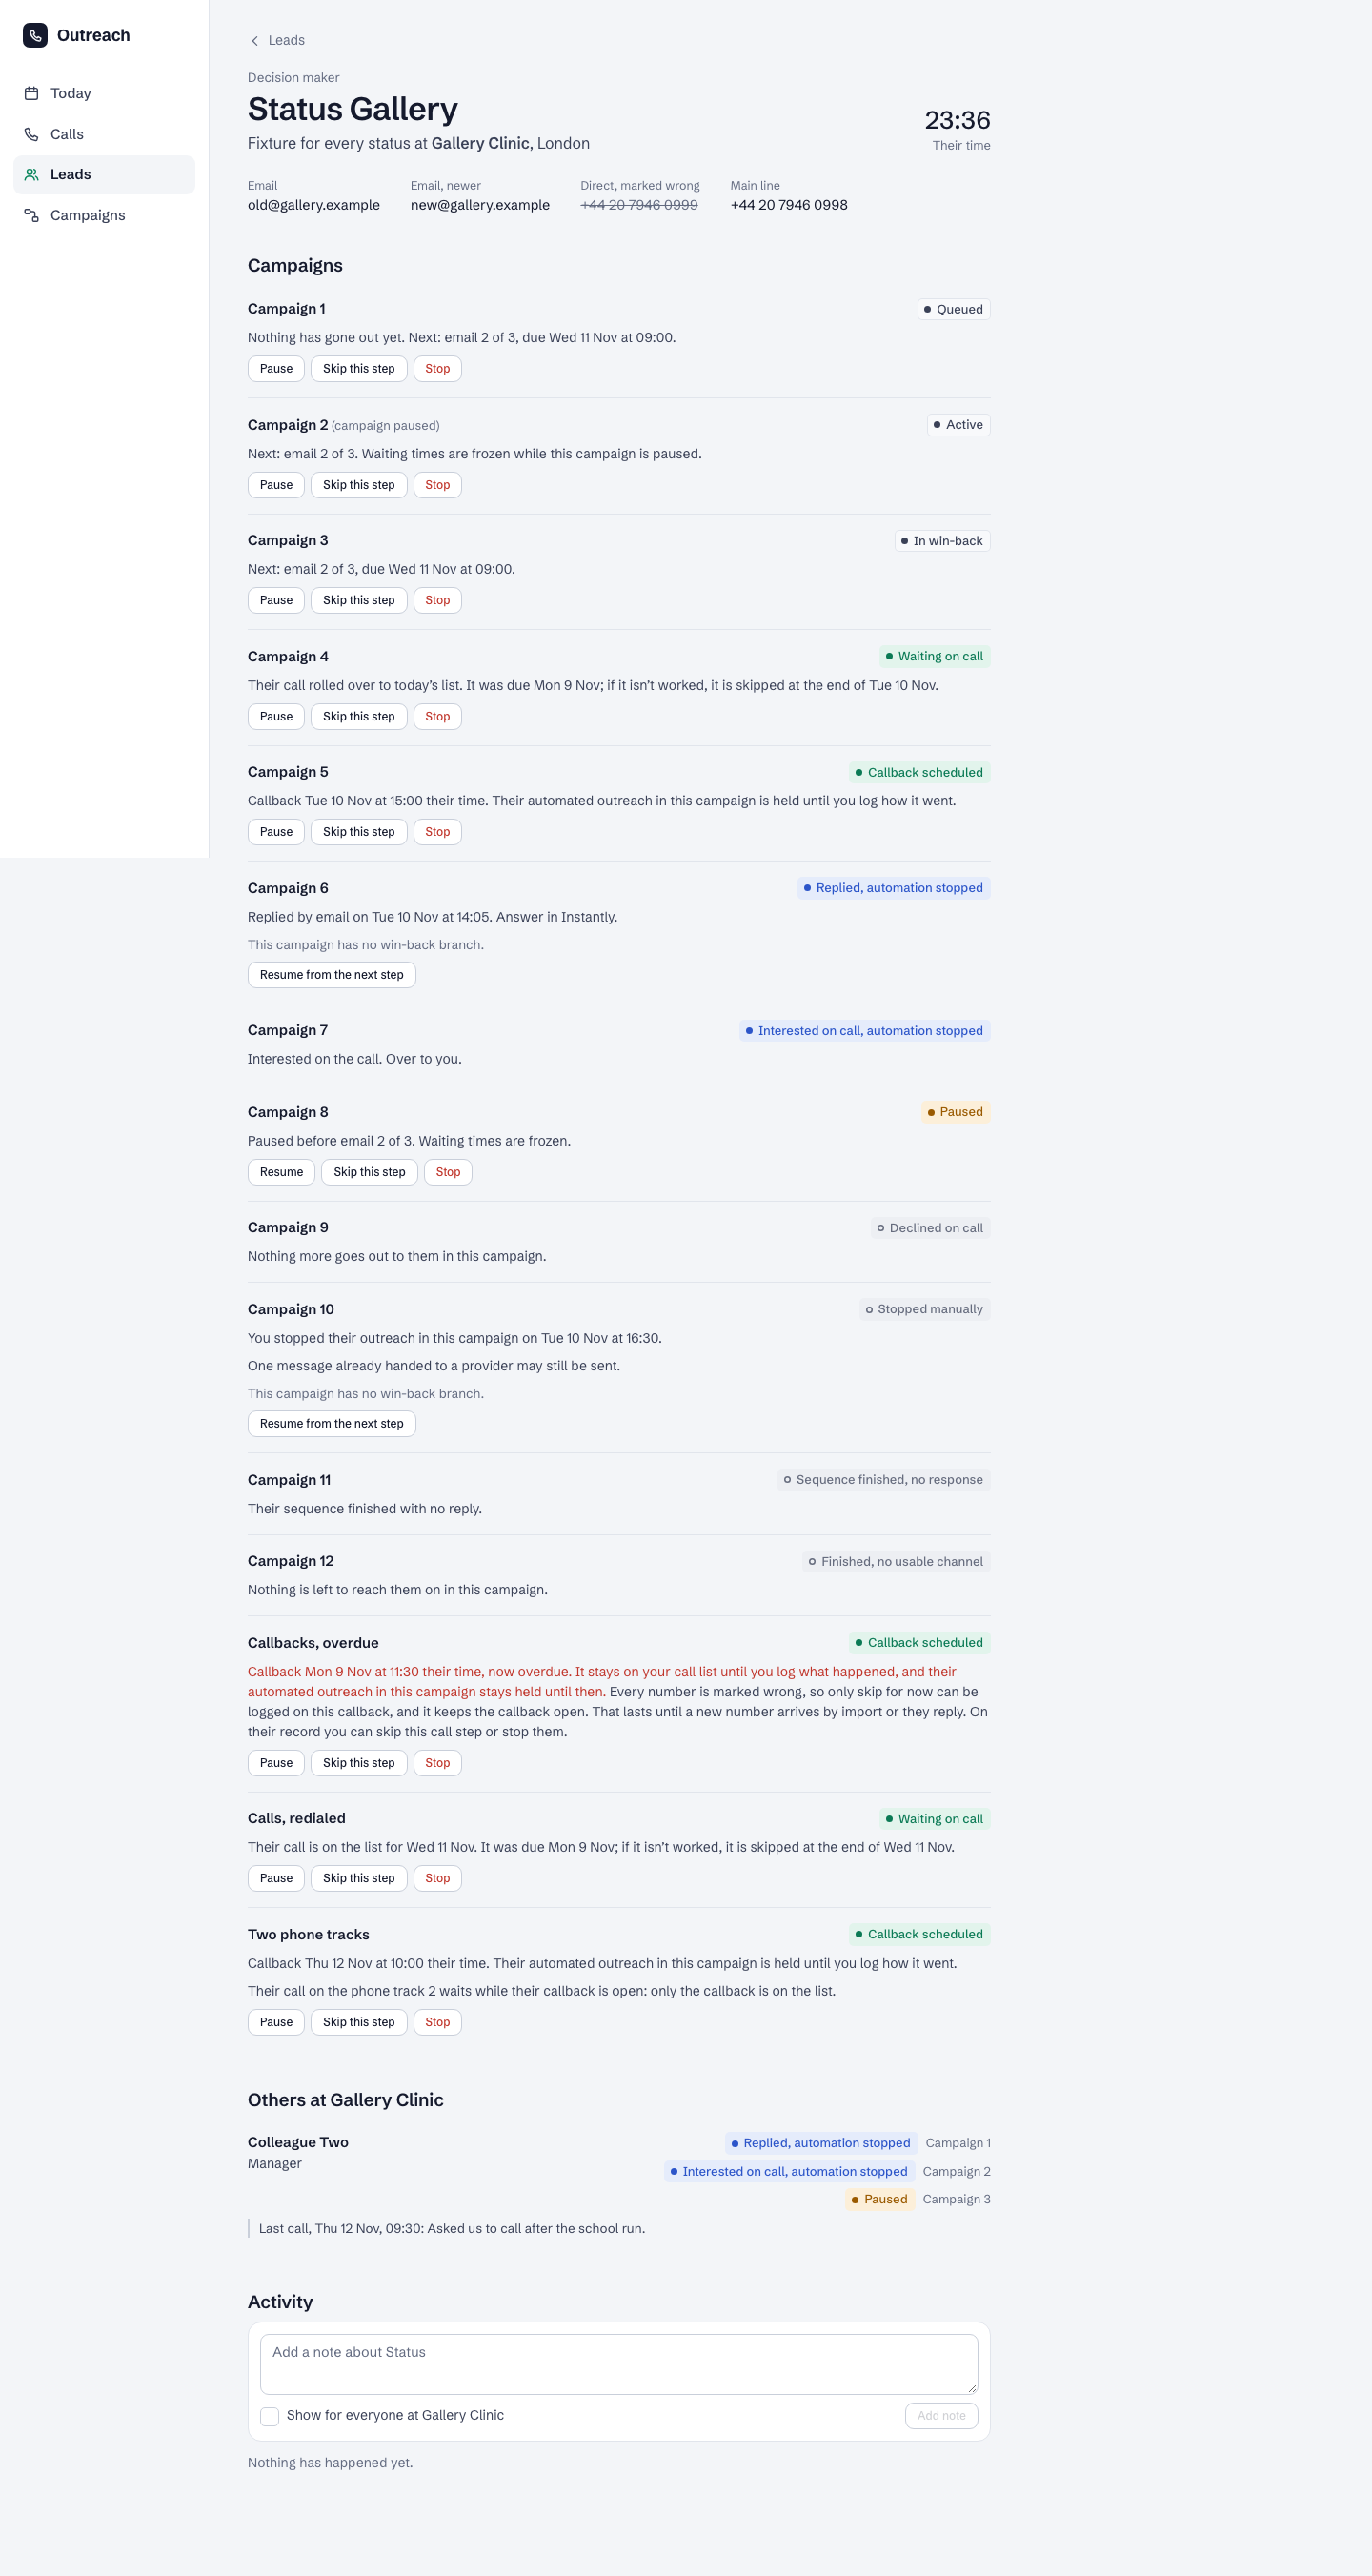 Outreach
Today
Calls
Leads
Campaigns
Leads
Decision maker
Status Gallery
Fixture for every status at Gallery Clinic, London
23:36
Their time
Email
old@gallery.example
Email, newer
new@gallery.example
Direct, marked wrong
+44 20 7946 0999
Main line
+44 20 7946 0998
Campaigns
Campaign 1
Queued
Nothing has gone out yet. Next: email 2 of 3, due Wed 11 Nov at 09:00.
Pause Skip this step Stop
Campaign 2 (campaign paused)
Active
Next: email 2 of 3. Waiting times are frozen while this campaign is paused.
Pause Skip this step Stop
Campaign 3
In win-back
Next: email 2 of 3, due Wed 11 Nov at 09:00.
Pause Skip this step Stop
Campaign 4
Waiting on call
Their call rolled over to today’s list. It was due Mon 9 Nov; if it isn’t worked, it is skipped at the end of Tue 10 Nov.
Pause Skip this step Stop
Campaign 5
Callback scheduled
Callback Tue 10 Nov at 15:00 their time. Their automated outreach in this campaign is held until you log how it went.
Pause Skip this step Stop
Campaign 6
Replied, automation stopped
Replied by email on Tue 10 Nov at 14:05. Answer in Instantly.
This campaign has no win-back branch.
Resume from the next step
Campaign 7
Interested on call, automation stopped
Interested on the call. Over to you.
Campaign 8
Paused
Paused before email 2 of 3. Waiting times are frozen.
Resume Skip this step Stop
Campaign 9
Declined on call
Nothing more goes out to them in this campaign.
Campaign 10
Stopped manually
You stopped their outreach in this campaign on Tue 10 Nov at 16:30.
One message already handed to a provider may still be sent.
This campaign has no win-back branch.
Resume from the next step
Campaign 11
Sequence finished, no response
Their sequence finished with no reply.
Campaign 12
Finished, no usable channel
Nothing is left to reach them on in this campaign.
Callbacks, overdue
Callback scheduled
Callback Mon 9 Nov at 11:30 their time, now overdue. It stays on your call list until you log what happened, and their
automated outreach in this campaign stays held until then. Every number is marked wrong, so only skip for now can be
logged on this callback, and it keeps the callback open. That lasts until a new number arrives by import or they reply. On
their record you can skip this call step or stop them.
Pause Skip this step Stop
Calls, redialed
Waiting on call
Their call is on the list for Wed 11 Nov. It was due Mon 9 Nov; if it isn’t worked, it is skipped at the end of Wed 11 Nov.
Pause Skip this step Stop
Two phone tracks
Callback scheduled
Callback Thu 12 Nov at 10:00 their time. Their automated outreach in this campaign is held until you log how it went.
Their call on the phone track 2 waits while their callback is open: only the callback is on the list.
Pause Skip this step Stop
Others at Gallery Clinic
Colleague Two
Manager
Replied, automation stopped Campaign 1
Interested on call, automation stopped Campaign 2
Paused Campaign 3
Last call, Thu 12 Nov, 09:30: Asked us to call after the school run.
Activity
Add a note about Status
Show for everyone at Gallery Clinic
Add note
Nothing has happened yet.